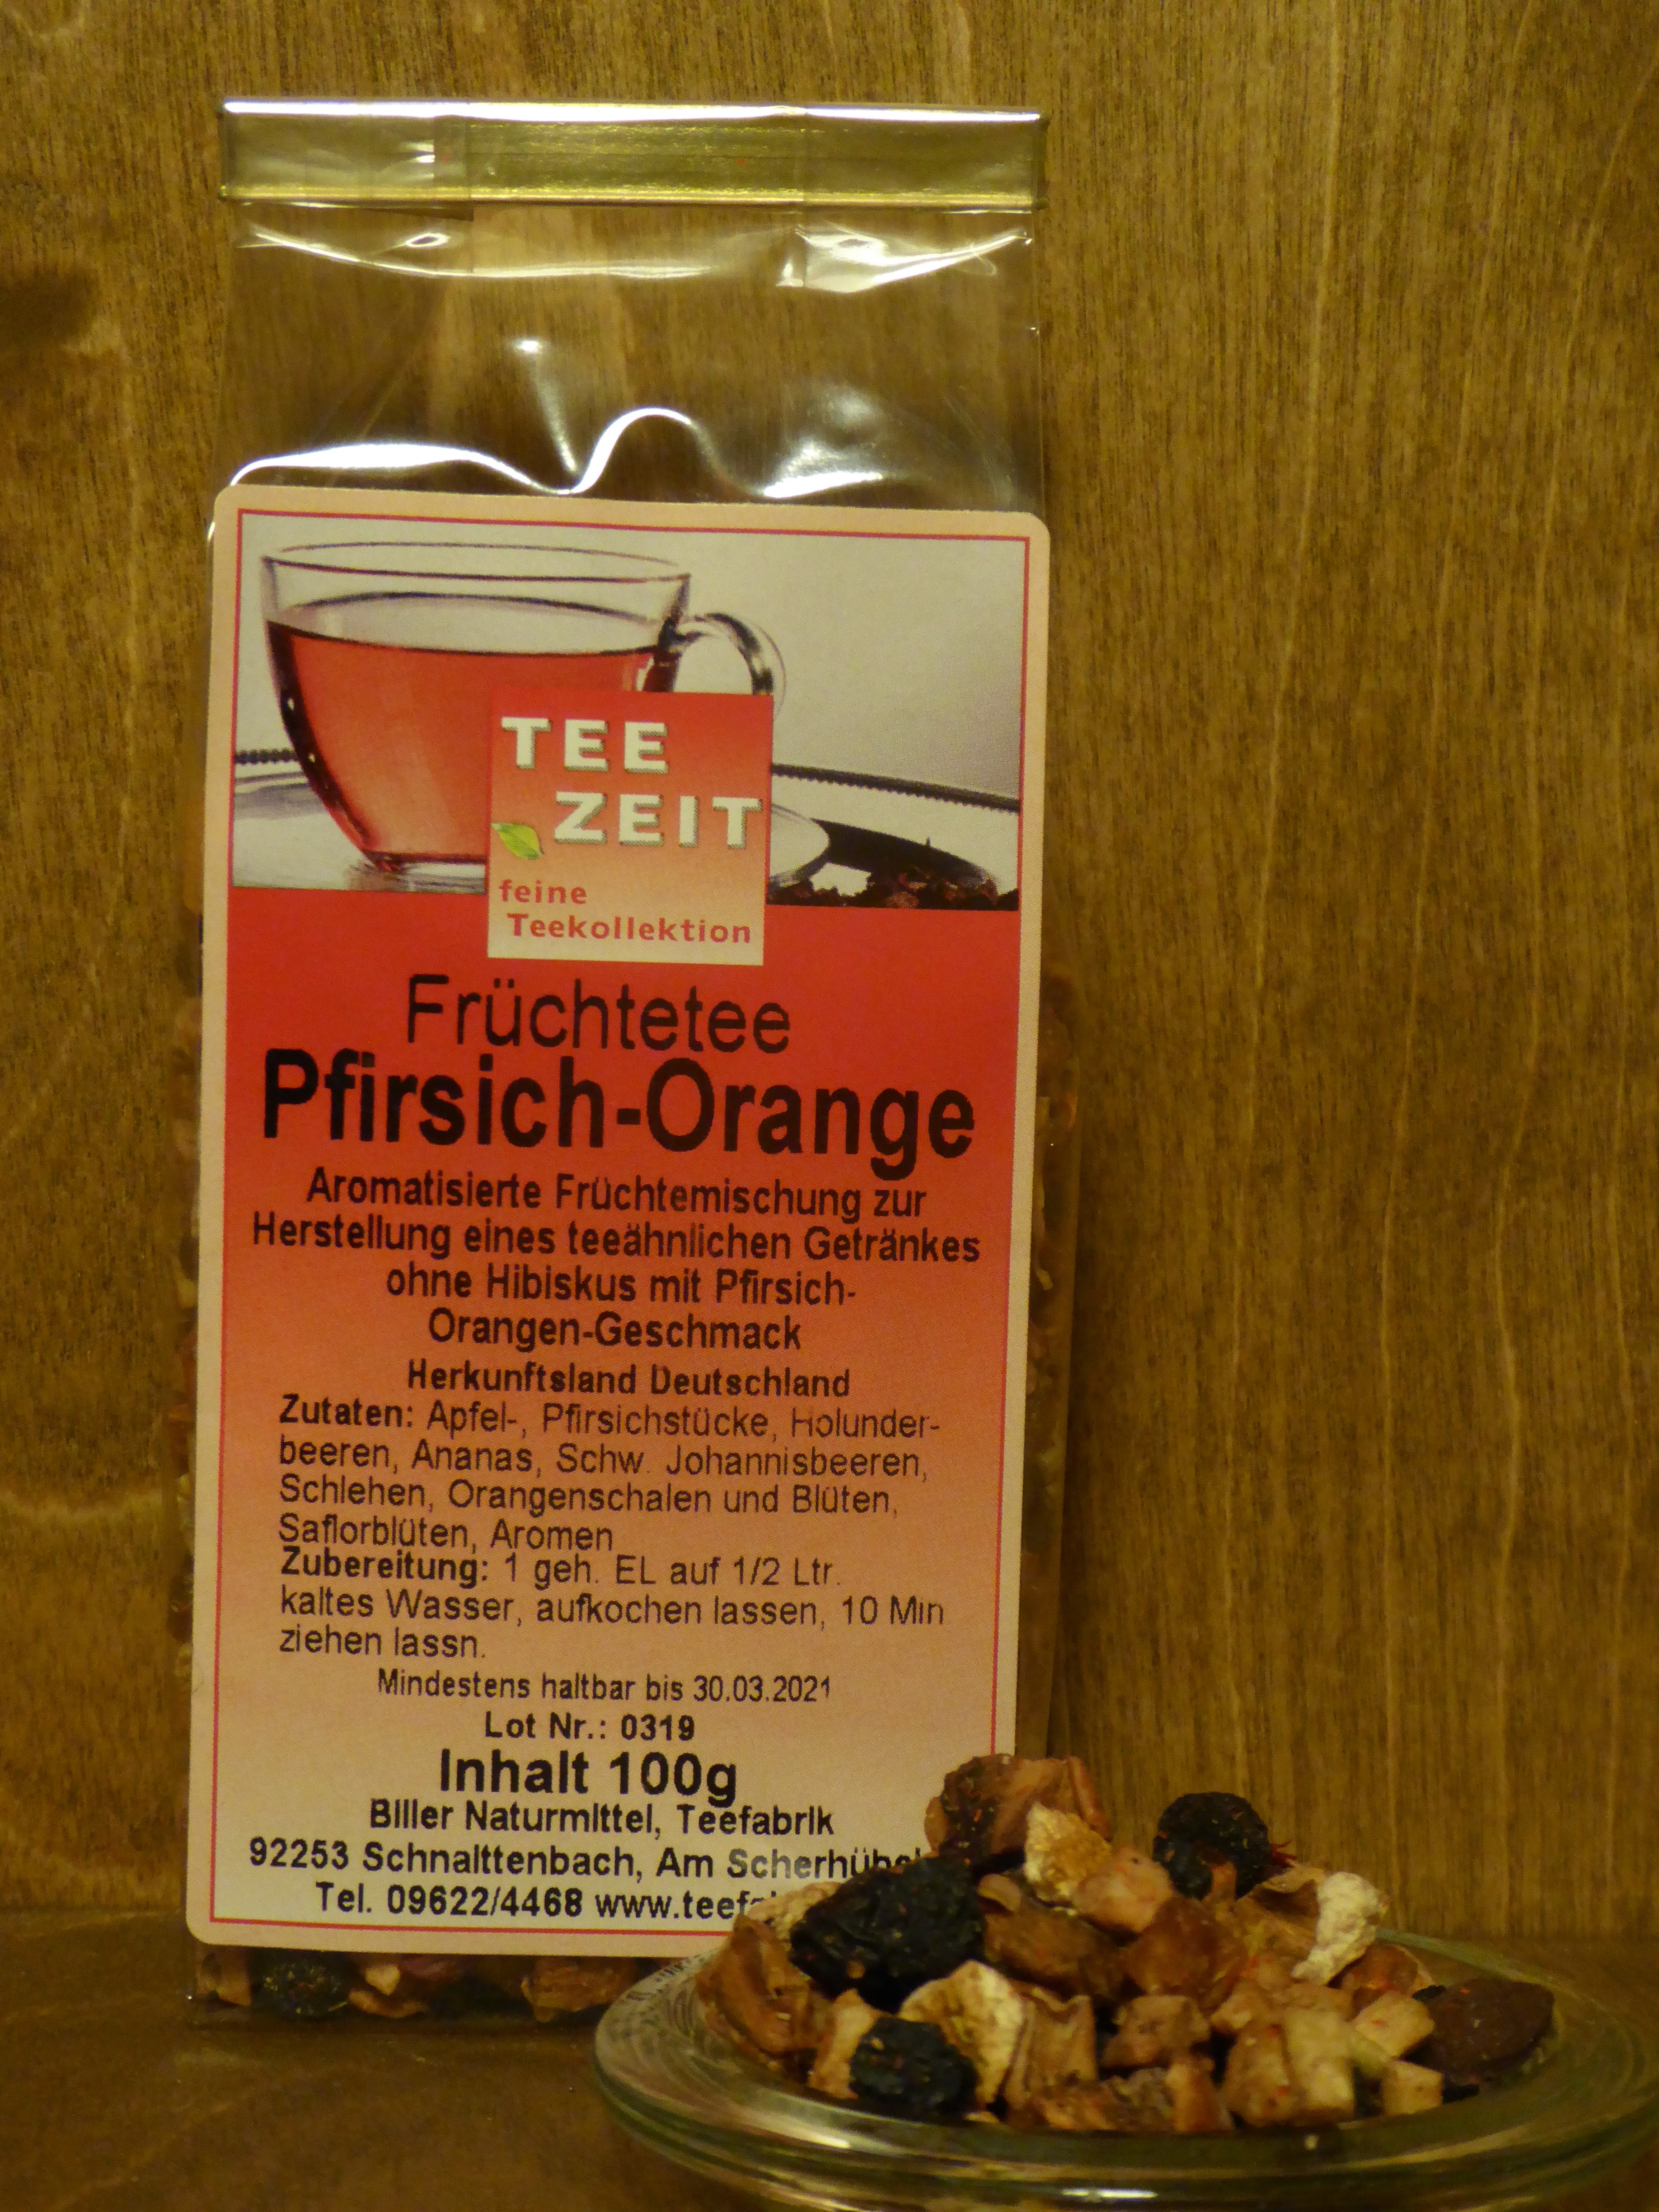 TEE
ZEIT
feine
Teekollektion
Früchtetee
Pfirsich-Orange
Aromatisierte Früchtemischung zur
Herstellung eines teeähnlichen Getränkes
ohne Hibiskus mit Pfirsich-
Orangen-Geschmack
Herkunftsland Deutschland
Zutaten: Apfel-, Pfirsichstücke, Holunder-
beeren, Ananas, Schw. Johannisbeeren,
Schlehen, Orangenschalen und Blüten,
Saflorblüten, Aromen
Zubereitung: 1 geh. EL auf 1/2 Ltr.
kaltes Wasser, aufkochen lassen, 10 Min
ziehen lassn.
Mindestens haltbar bis 30.03.2021
Lot Nr.: 0319
Inhalt 100g
Biller Naturmittel, Teefabrik
92253 Schnaittenbach, Am
Tel. 09622/4468